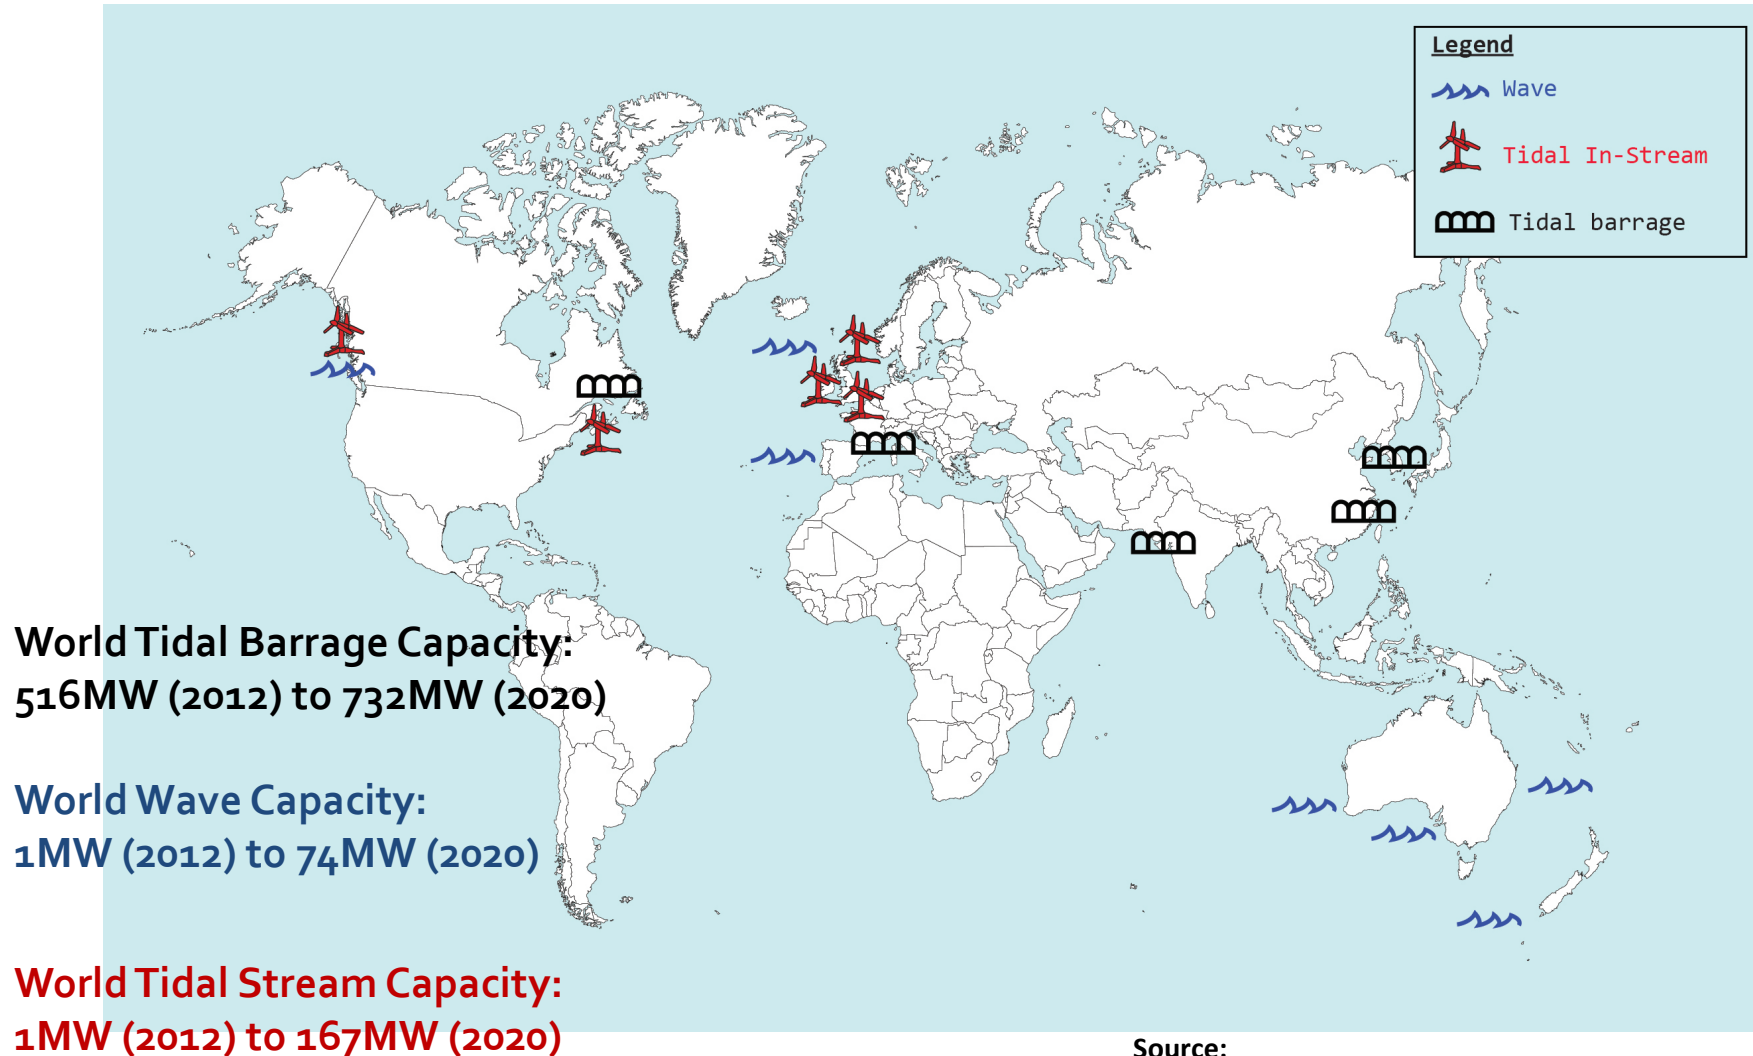 Legend
Wave
Tidal In-Stream
Tidal barrage
World Tidal Barrage Capacity:
516MW (2012) to 732MW (2020)
World Wave Capacity:
1MW (2012) to 74MW (2020)
World Tidal Stream Capacity:
1MW (2012) to 167MW (2020)
Source: